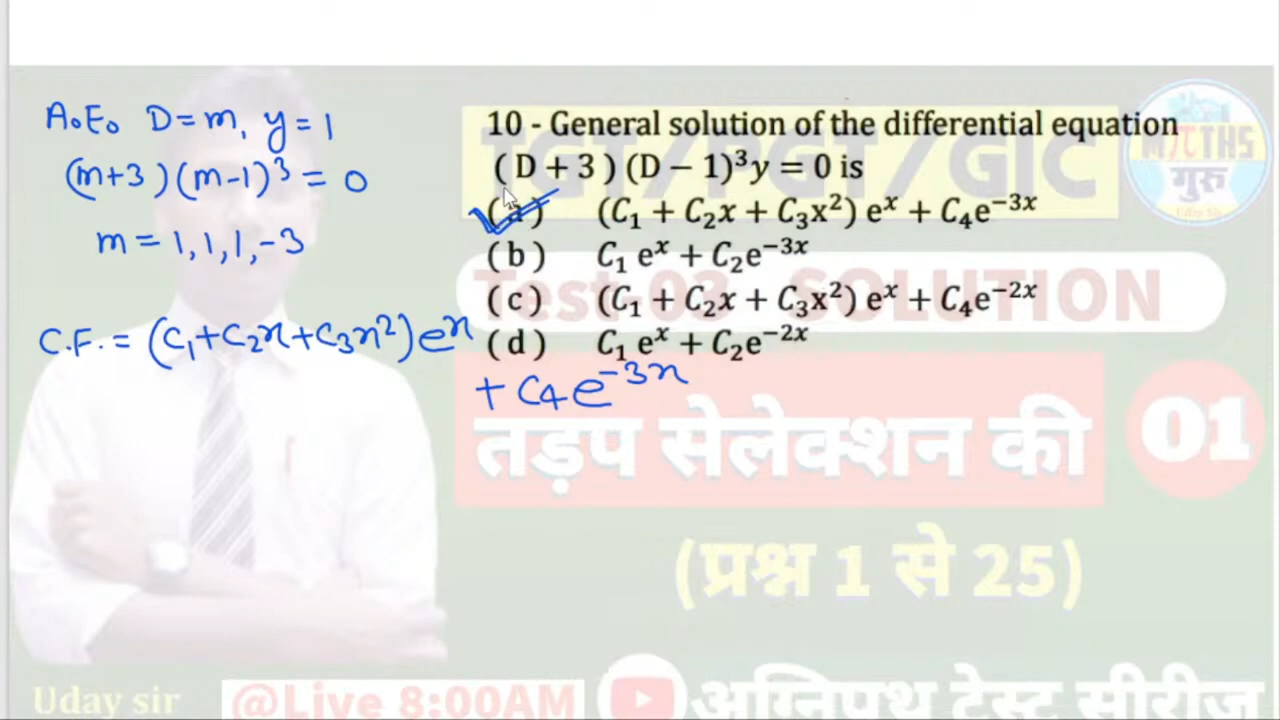 A.E. D = m, y = 1
(m+3)(m-1)³ = 0
m = 1, 1, 1, -3
C.F. = (C₁+C₂x+C₃x²)eˣ
+ C₄e⁻³ˣ
10 - General solution of the differential equation
( D + 3 ) (D − 1)³y = 0 is
(a) (C₁ + C₂x + C₃x²) eˣ + C₄e⁻³ˣ
(b) C₁ eˣ + C₂e⁻³ˣ
(c) (C₁ + C₂x + C₃x²) eˣ + C₄e⁻²ˣ
(d) C₁ eˣ + C₂e⁻²ˣ
TGT/PGT/GIC
Test 03 SOLUTION
तड़प सेलेक्शन की
01
(प्रश्न 1 से 25)
MATHS
गुरु
Uday Sir
Uday sir
@Live 8:00AM
अग्निपथ टेस्ट सीरीज